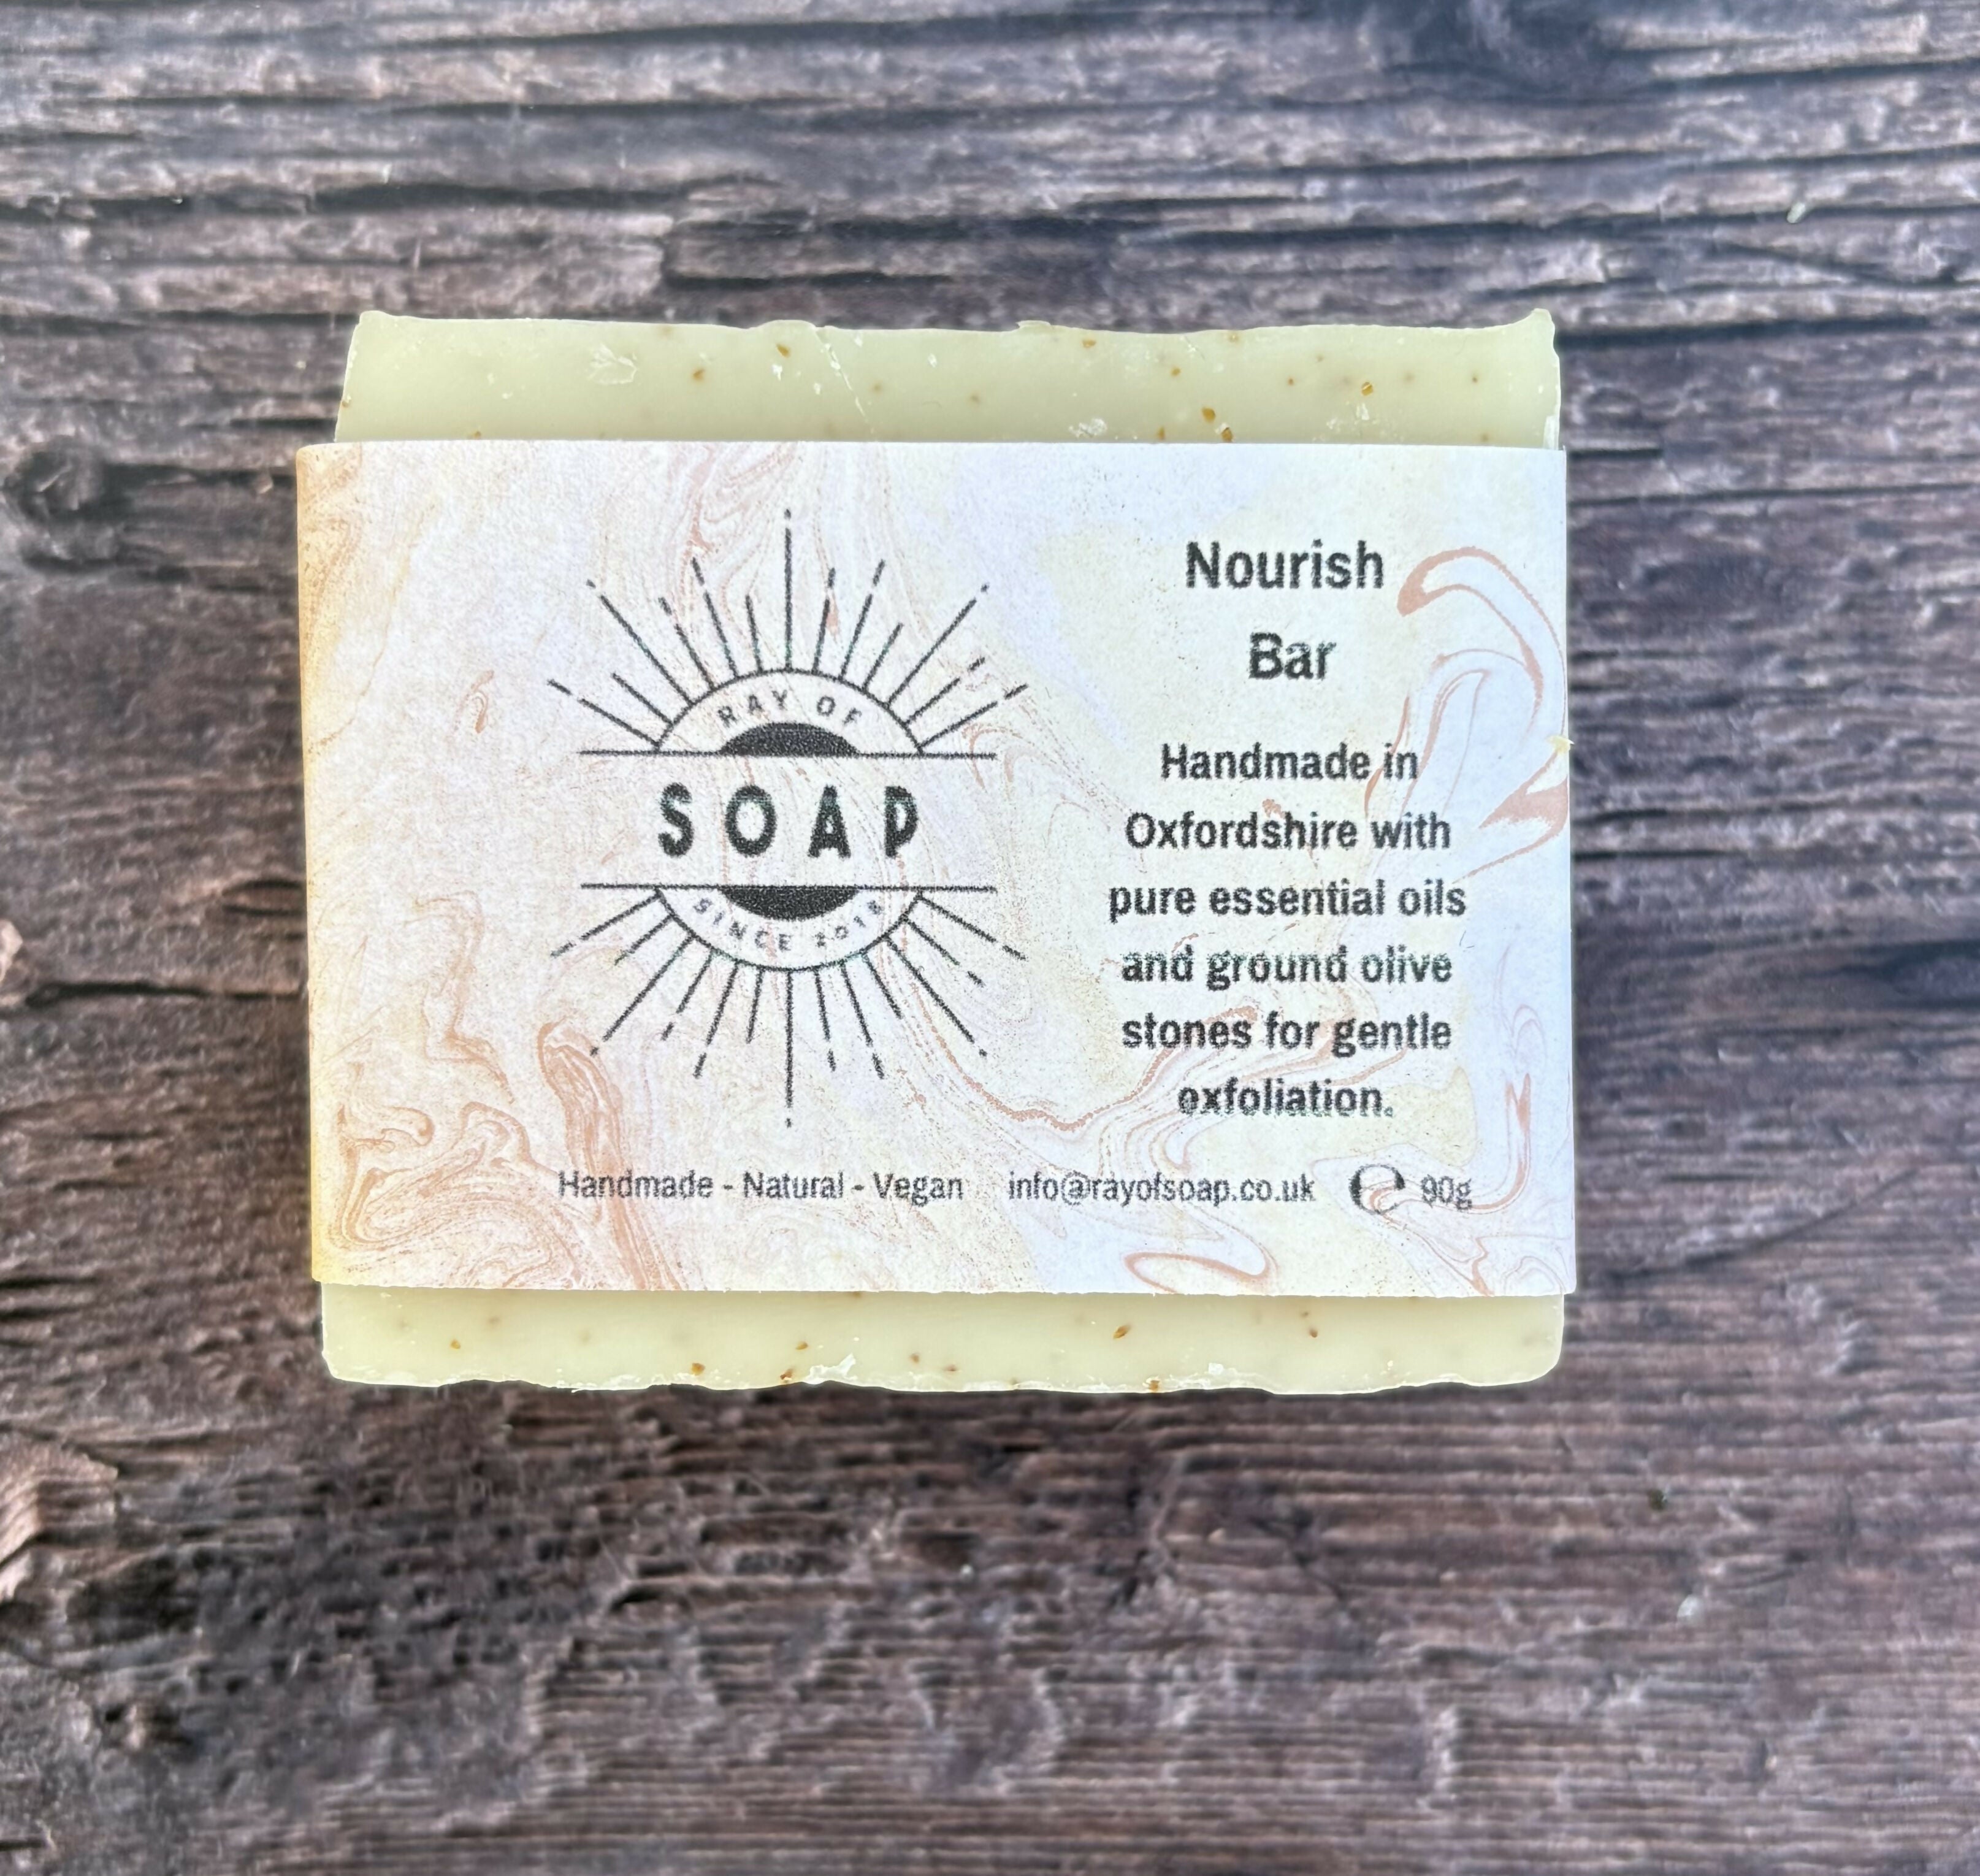 RAY OF
SOAP
SINCE 2018
Nourish
Bar
Handmade in
Oxfordshire with
pure essential oils
and ground olive
stones for gentle
exfoliation.
Handmade - Natural - Vegan info@rayofsoap.co.uk ℮ 90g